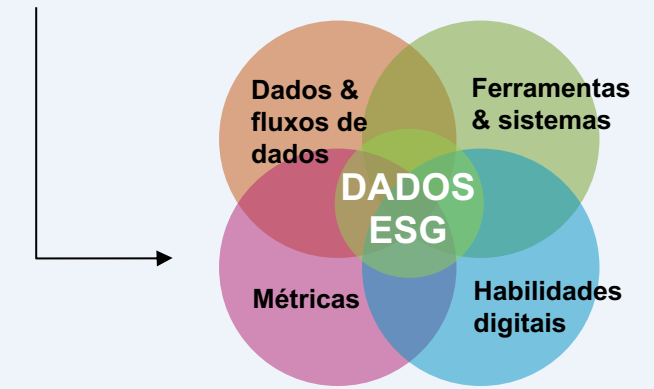 Dados &
fluxos de
dados
Ferramentas
& sistemas
DADOS
ESG
Métricas
Habilidades
digitais